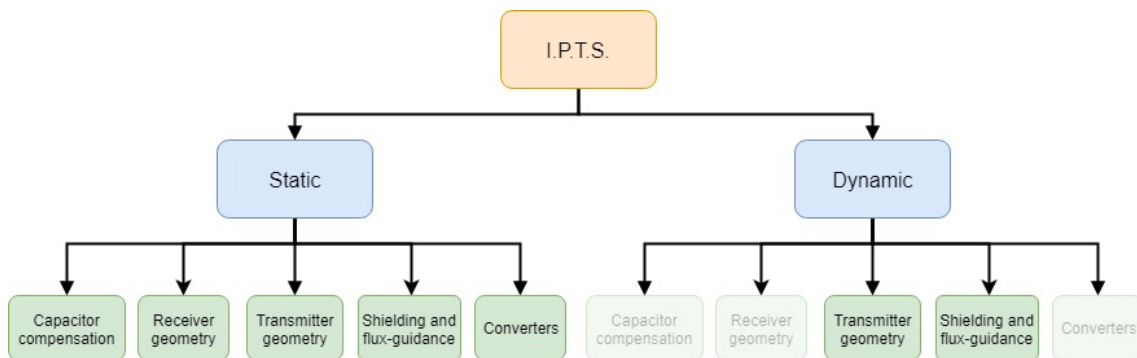 I.P.T.S.
Static
Dynamic
Capacitor
compensation
Receiver
geometry
Transmitter
geometry
Shielding and
flux-guidance
Converters
Capacitor
compensation
Receiver
geometry
Transmitter
geometry
Shielding and
flux-guidance
Converters